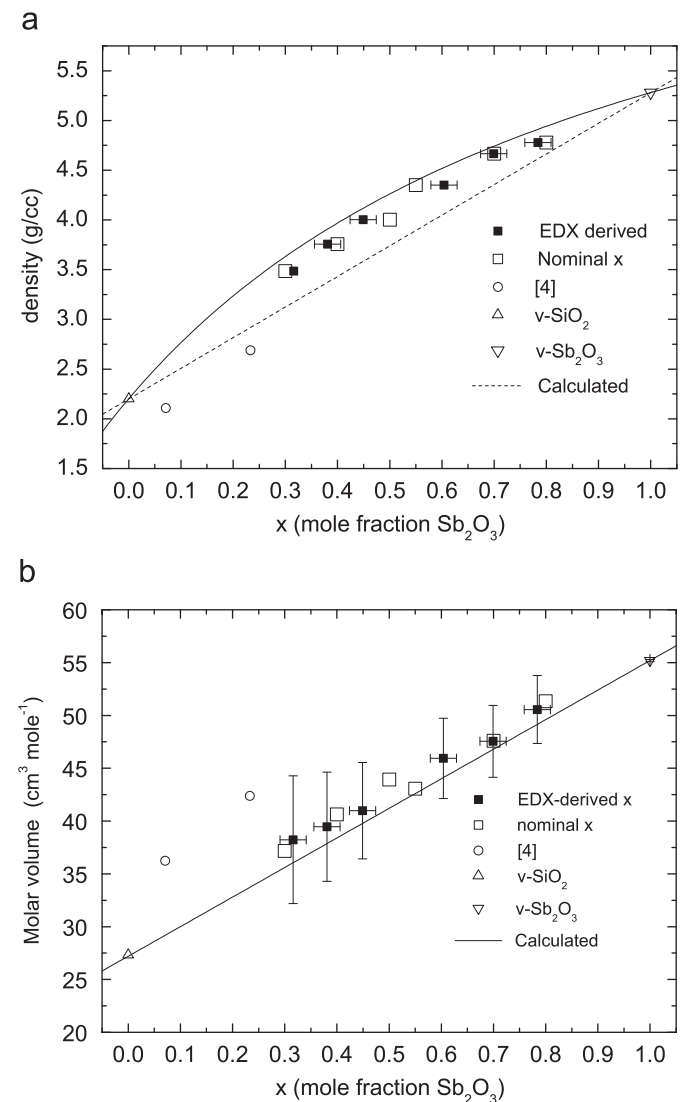 a
5.5
5.0
4.5
4.0
3.5
3.0
2.5
2.0
1.5
density (g/cc)
EDX derived
Nominal x
[4]
v-SiO₂
v-Sb₂O₃
Calculated
0.0 0.1 0.2 0.3 0.4 0.5 0.6 0.7 0.8 0.9 1.0
x (mole fraction Sb₂O₃)
b
60
55
50
45
40
35
30
25
20
Molar volume (cm³ mole⁻¹)
EDX-derived x
nominal x
[4]
v-SiO₂
v-Sb₂O₃
Calculated
0.0 0.1 0.2 0.3 0.4 0.5 0.6 0.7 0.8 0.9 1.0
x (mole fraction Sb₂O₃)